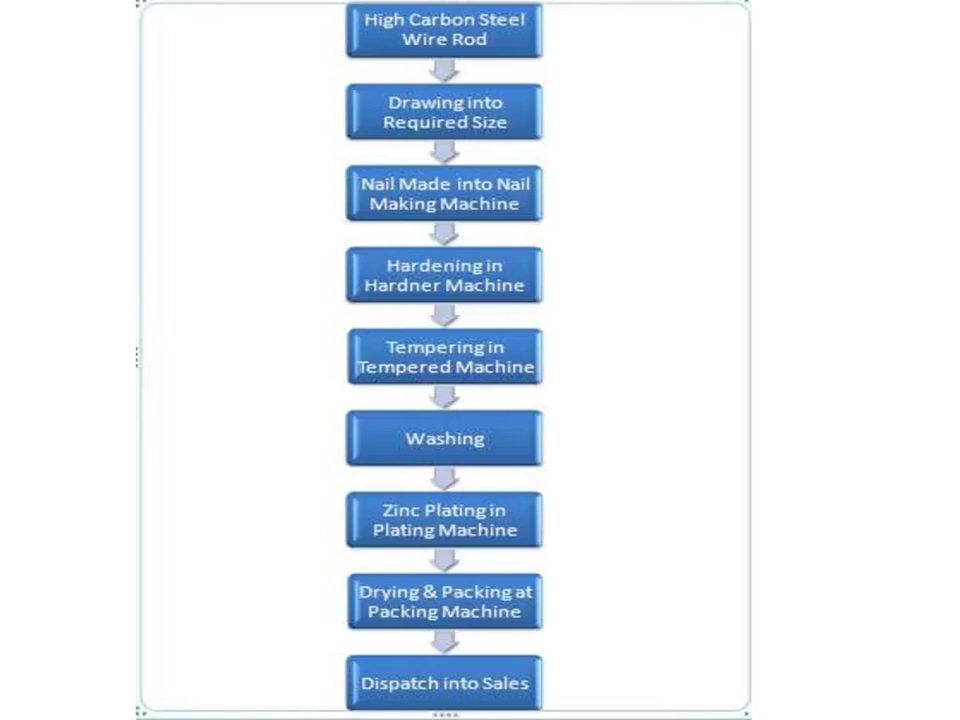 High Carbon Steel
Wire Rod
Drawing into
Required Size
Nail Made into Nail
Making Machine
Hardening in
Hardner Machine
Tempering in
Tempered Machine
Washing
Zinc Plating in
Plating Machine
Drying & Packing at
Packing Machine
Dispatch into Sales